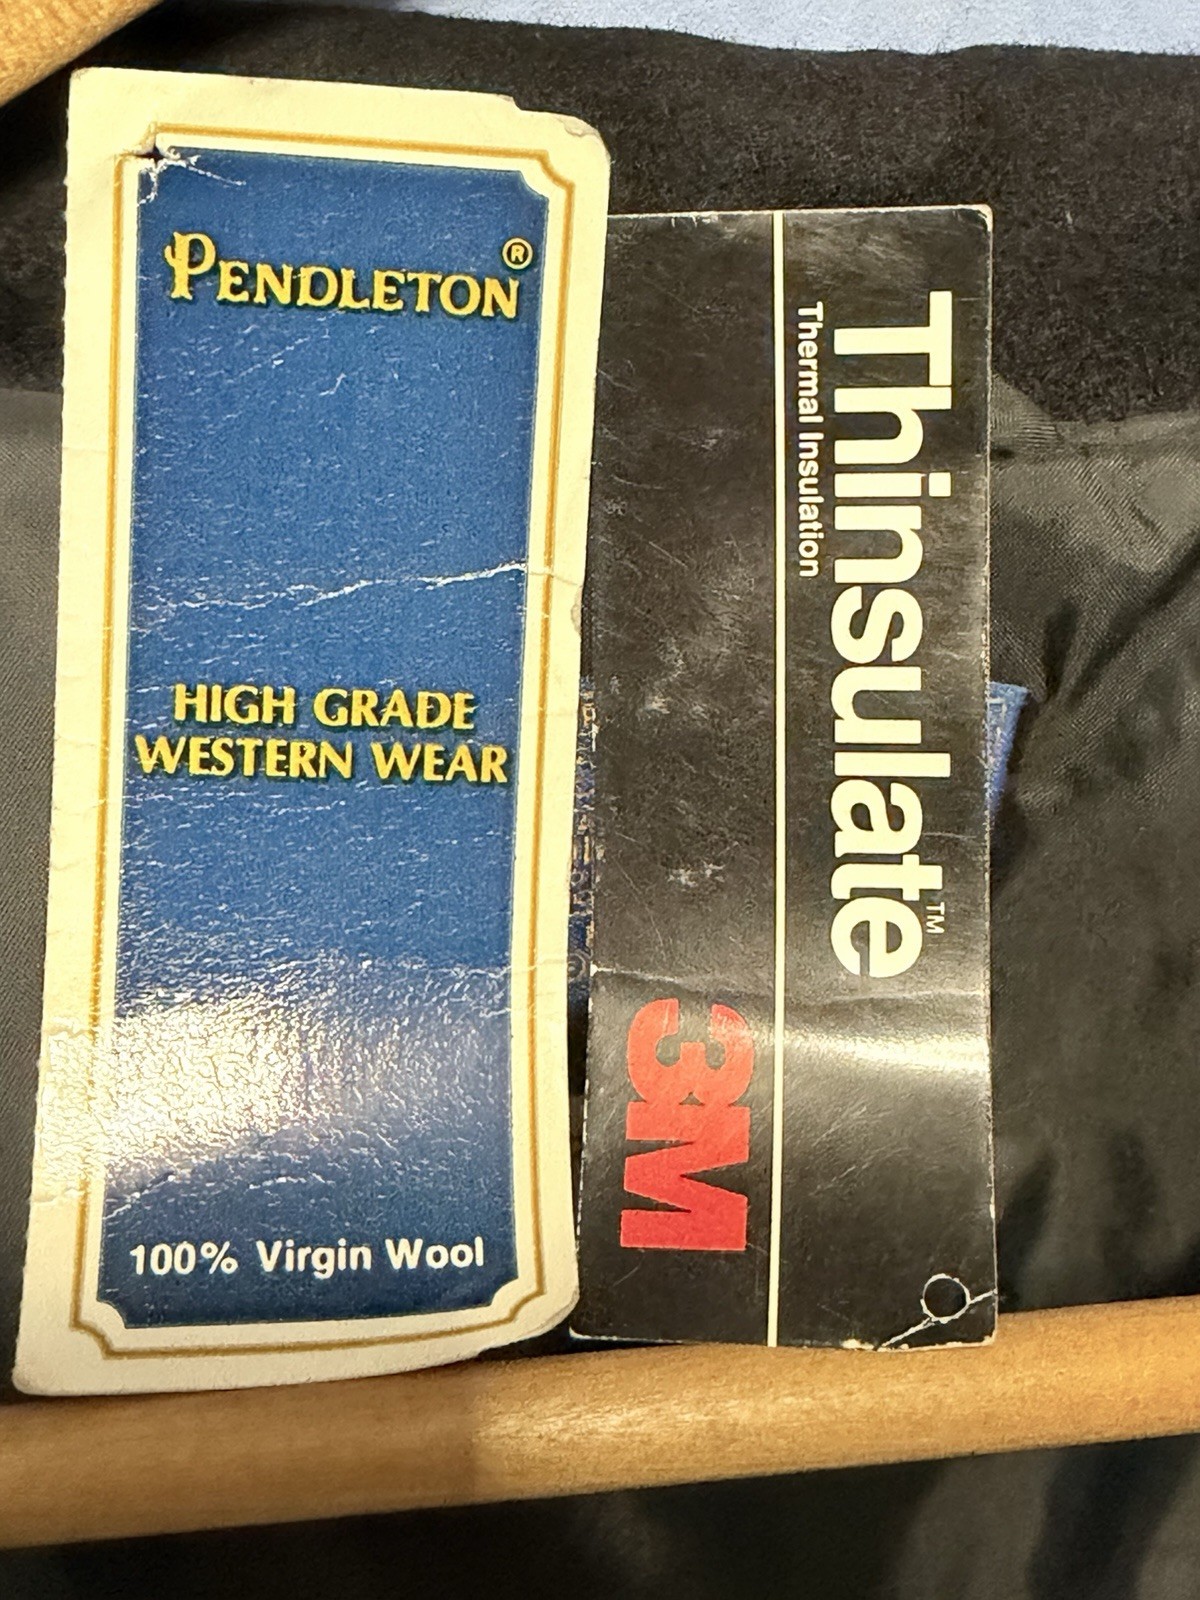 PENDLETON®
HIGH GRADE
WESTERN WEAR
100% Virgin Wool
Thinsulate™
Thermal Insulation
3M